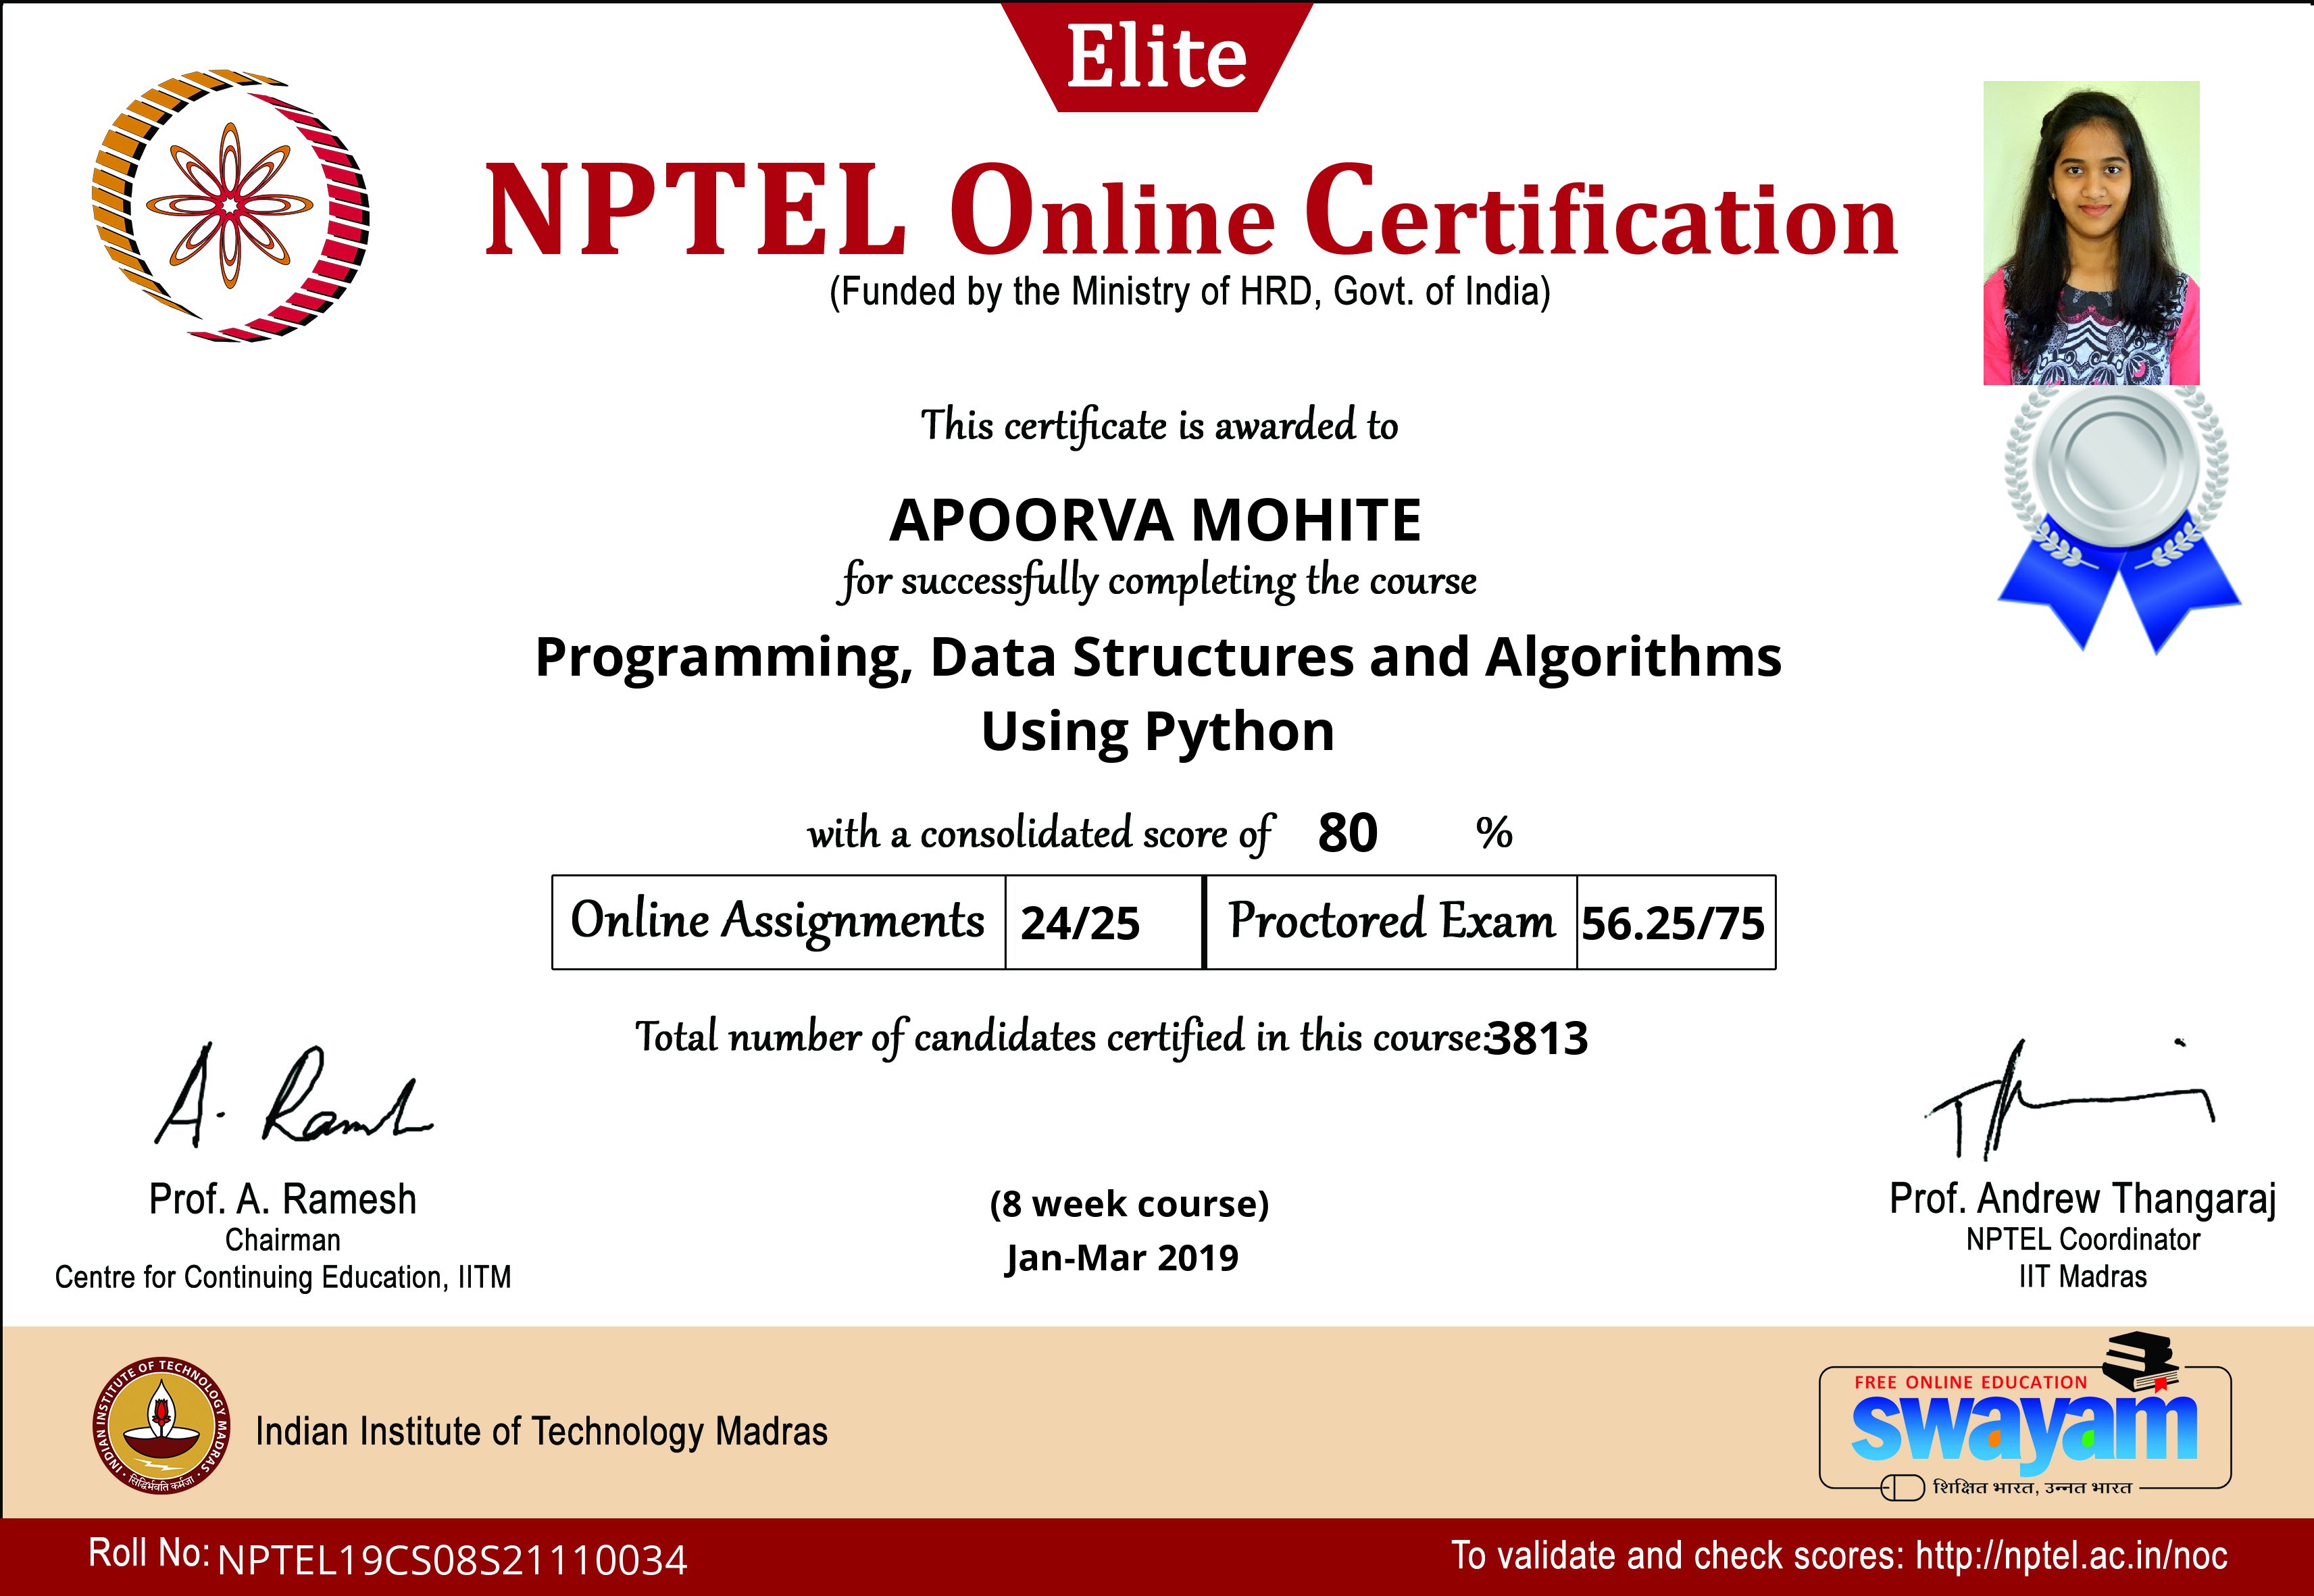 Elite
NPTEL Online Certification
(Funded by the Ministry of HRD, Govt. of India)
This certificate is awarded to
APOORVA MOHITE
for successfully completing the course
Programming, Data Structures and Algorithms
Using Python
with a consolidated score of 80 %
Online Assignments 24/25 Proctored Exam 56.25/75
Total number of candidates certified in this course:3813
A. Ramesh
Prof. A. Ramesh
Chairman
Centre for Continuing Education, IITM
(8 week course)
Jan-Mar 2019
Prof. Andrew Thangaraj
NPTEL Coordinator
IIT Madras
INDIAN INSTITUTE OF TECHNOLOGY MADRAS
सिद्धिर्भवति कर्मजा
Indian Institute of Technology Madras
FREE ONLINE EDUCATION
swayam
शिक्षित भारत, उन्नत भारत
Roll No: NPTEL19CS08S21110034
To validate and check scores: http://nptel.ac.in/noc